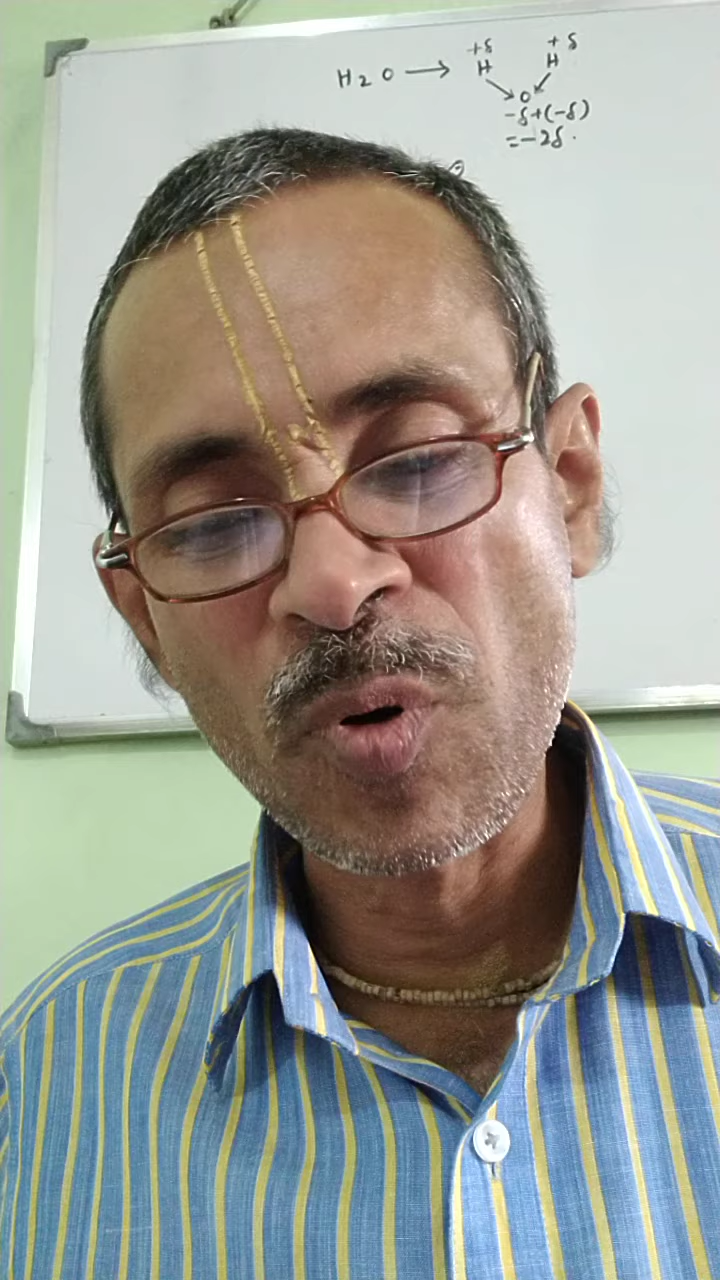 +δ +δ
H₂O ⟶ H H
O
-δ+(-δ)
=-2δ.